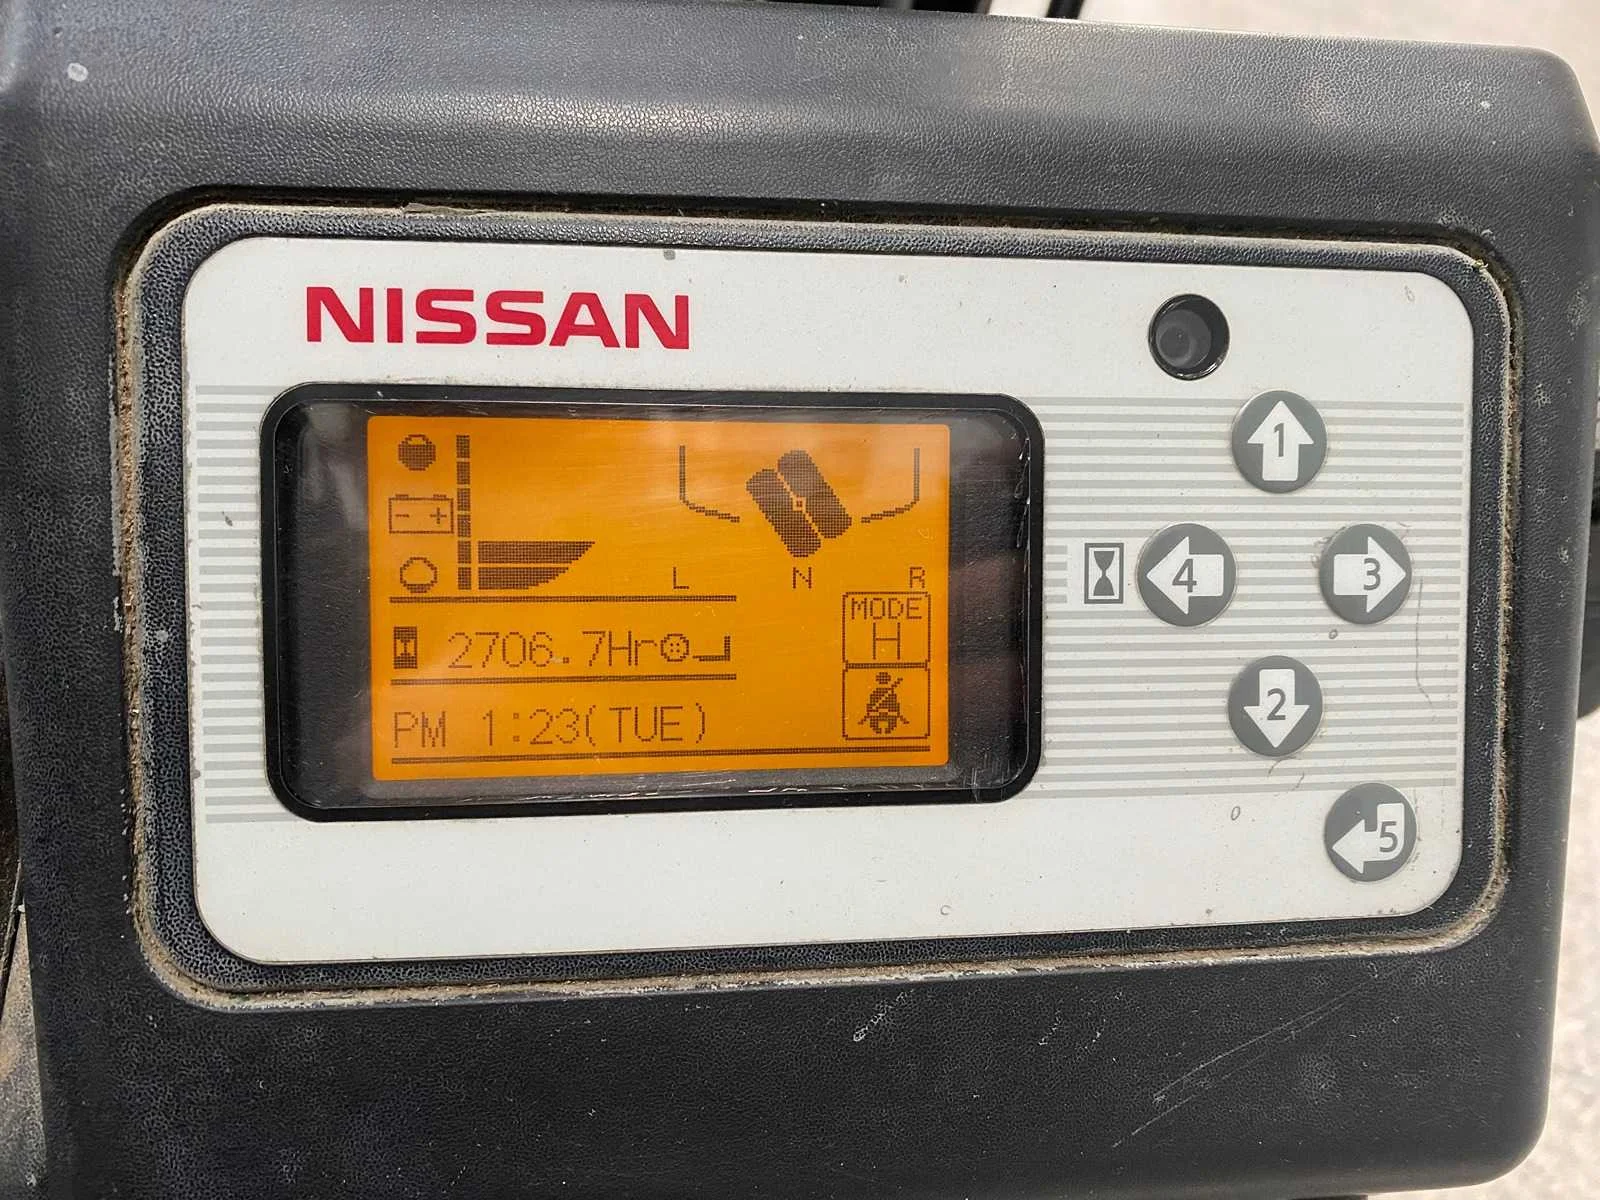 NISSAN
L N R
MODE
H
2706.7Hr
PM 1:23(TUE)
1
4 3
2
5